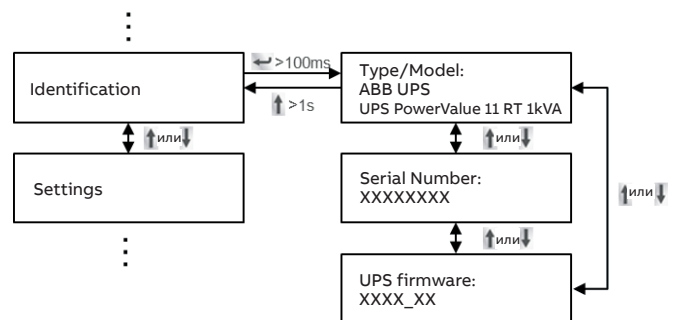 Identification
>100ms
>1s
Type/Model:
ABB UPS
UPS PowerValue 11 RT 1kVA
или
или
Settings
Serial Number:
XXXXXXXX
или
или
UPS firmware:
XXXX_XX